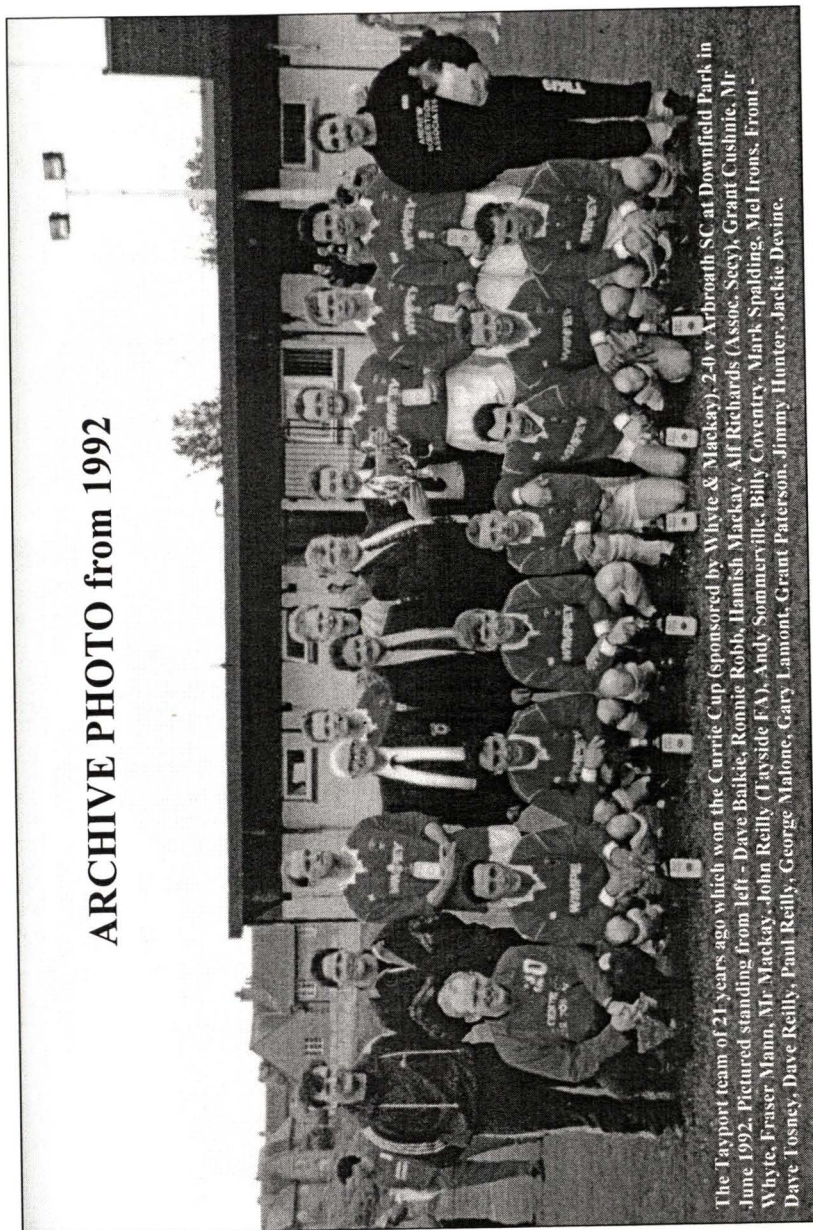 ARCHIVE PHOTO from 1992
The Tayport team of 21 years ago which won the Currie Cup (sponsored by Whyte & Mackay), 2-0 v Arbroath SC at Downfield Park in
June 1992. Pictured standing from left - Dave Baikie, Ronnie Robb, Hamish Mackay, Alf Richards (Assoc. Secy), Grant Cushnie, Mr
Whyte, Fraser Mann, Mr Mackay, John Reilly (Tayside FA), Andy Sommerville, Billy Coventry, Mark Spalding, Mel Irons. Front -
Dave Tosney, Dave Reilly, Paul Reilly, George Malone, Gary Lamont, Grant Paterson, Jimmy Hunter, Jackie Devine.